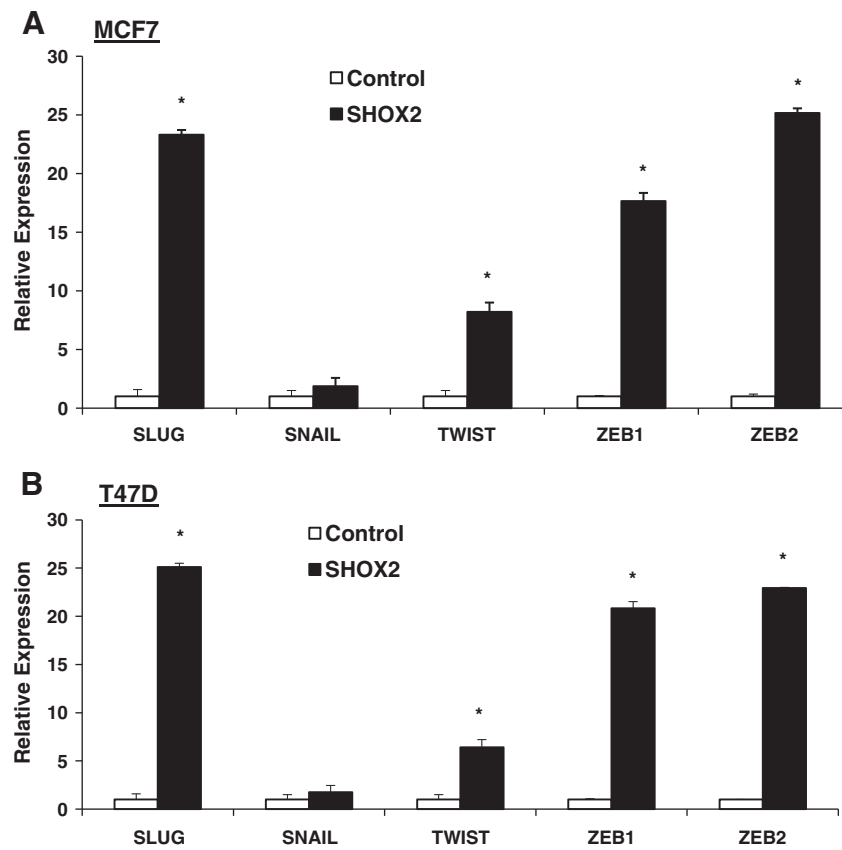 A
MCF7
30
25
20
15
10
5
0
Relative Expression
Control
SHOX2
*
*
*
*
SLUG
SNAIL
TWIST
ZEB1
ZEB2
B
T47D
30
25
20
15
10
5
0
Relative Expression
Control
SHOX2
*
*
*
*
SLUG
SNAIL
TWIST
ZEB1
ZEB2